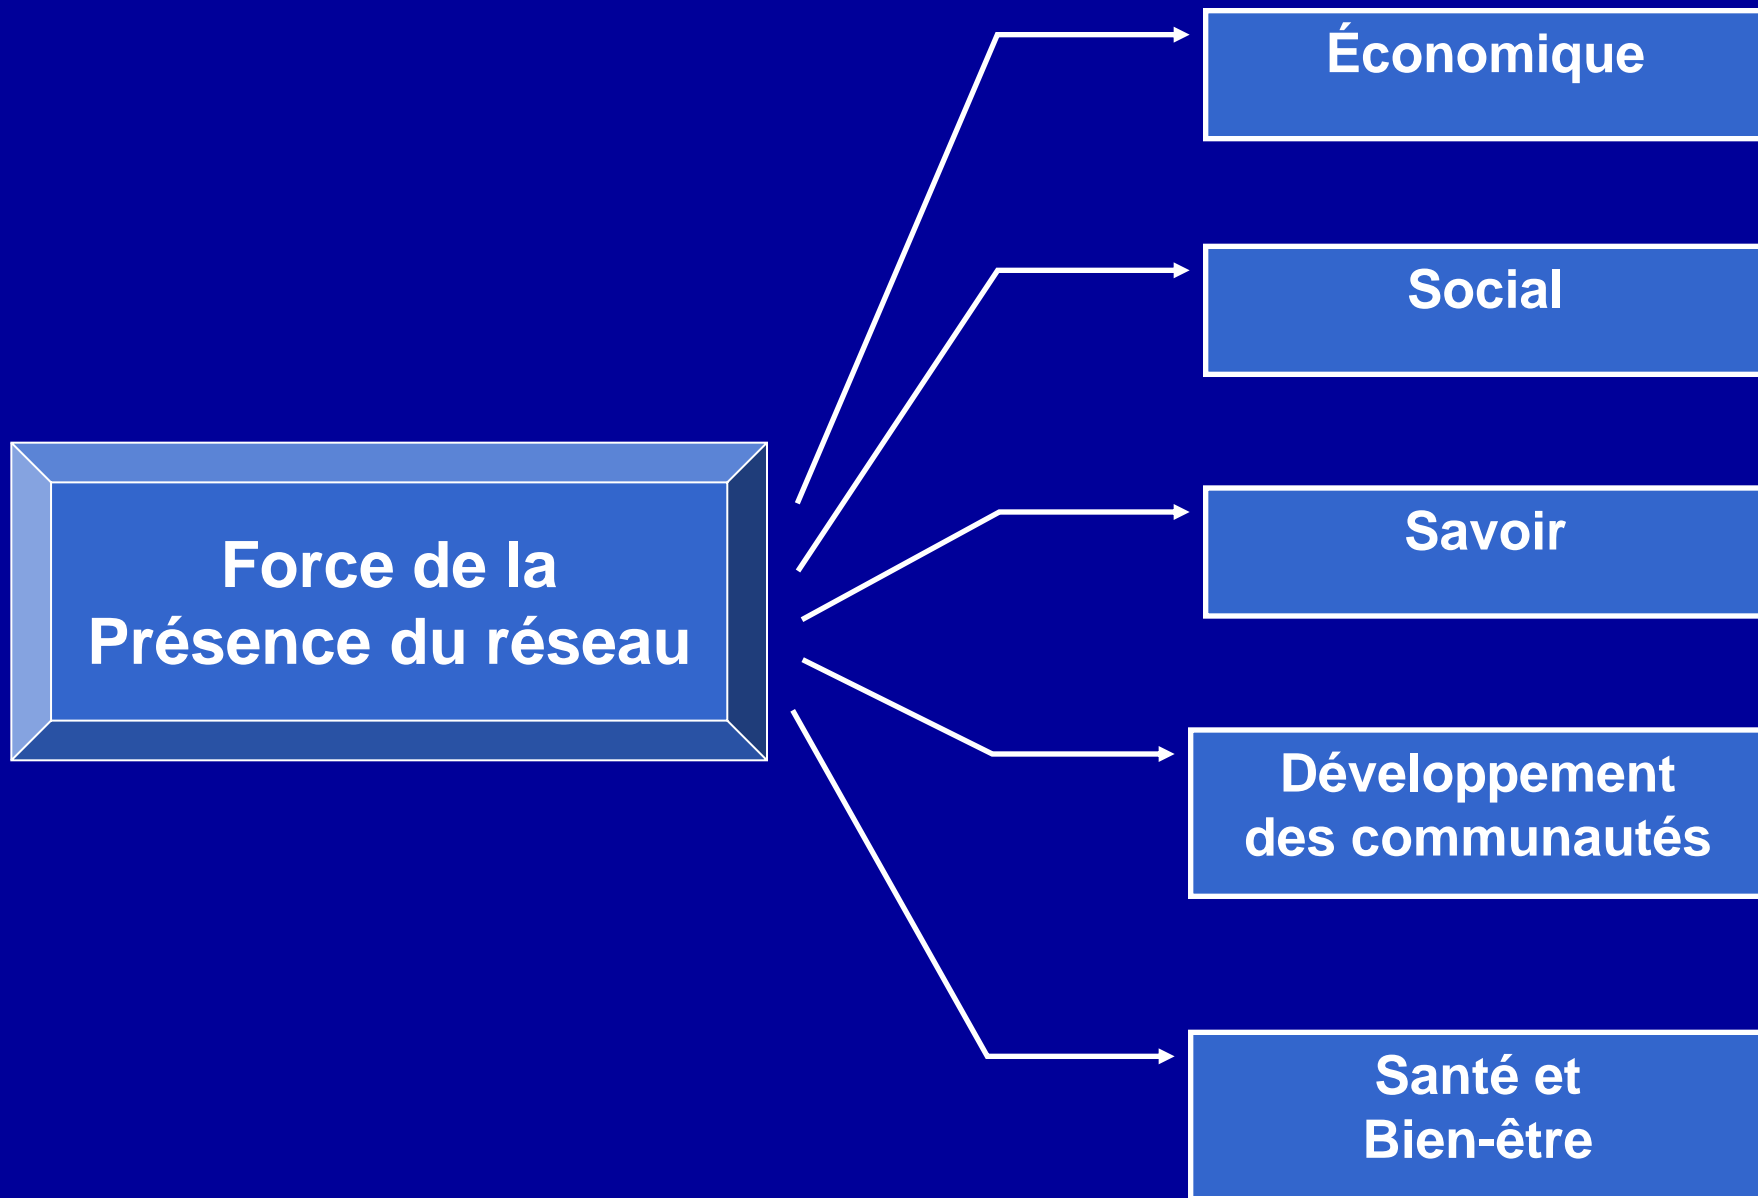 Économique
Social
Savoir
Force de la
Présence du réseau
Développement
des communautés
Santé et
Bien-être